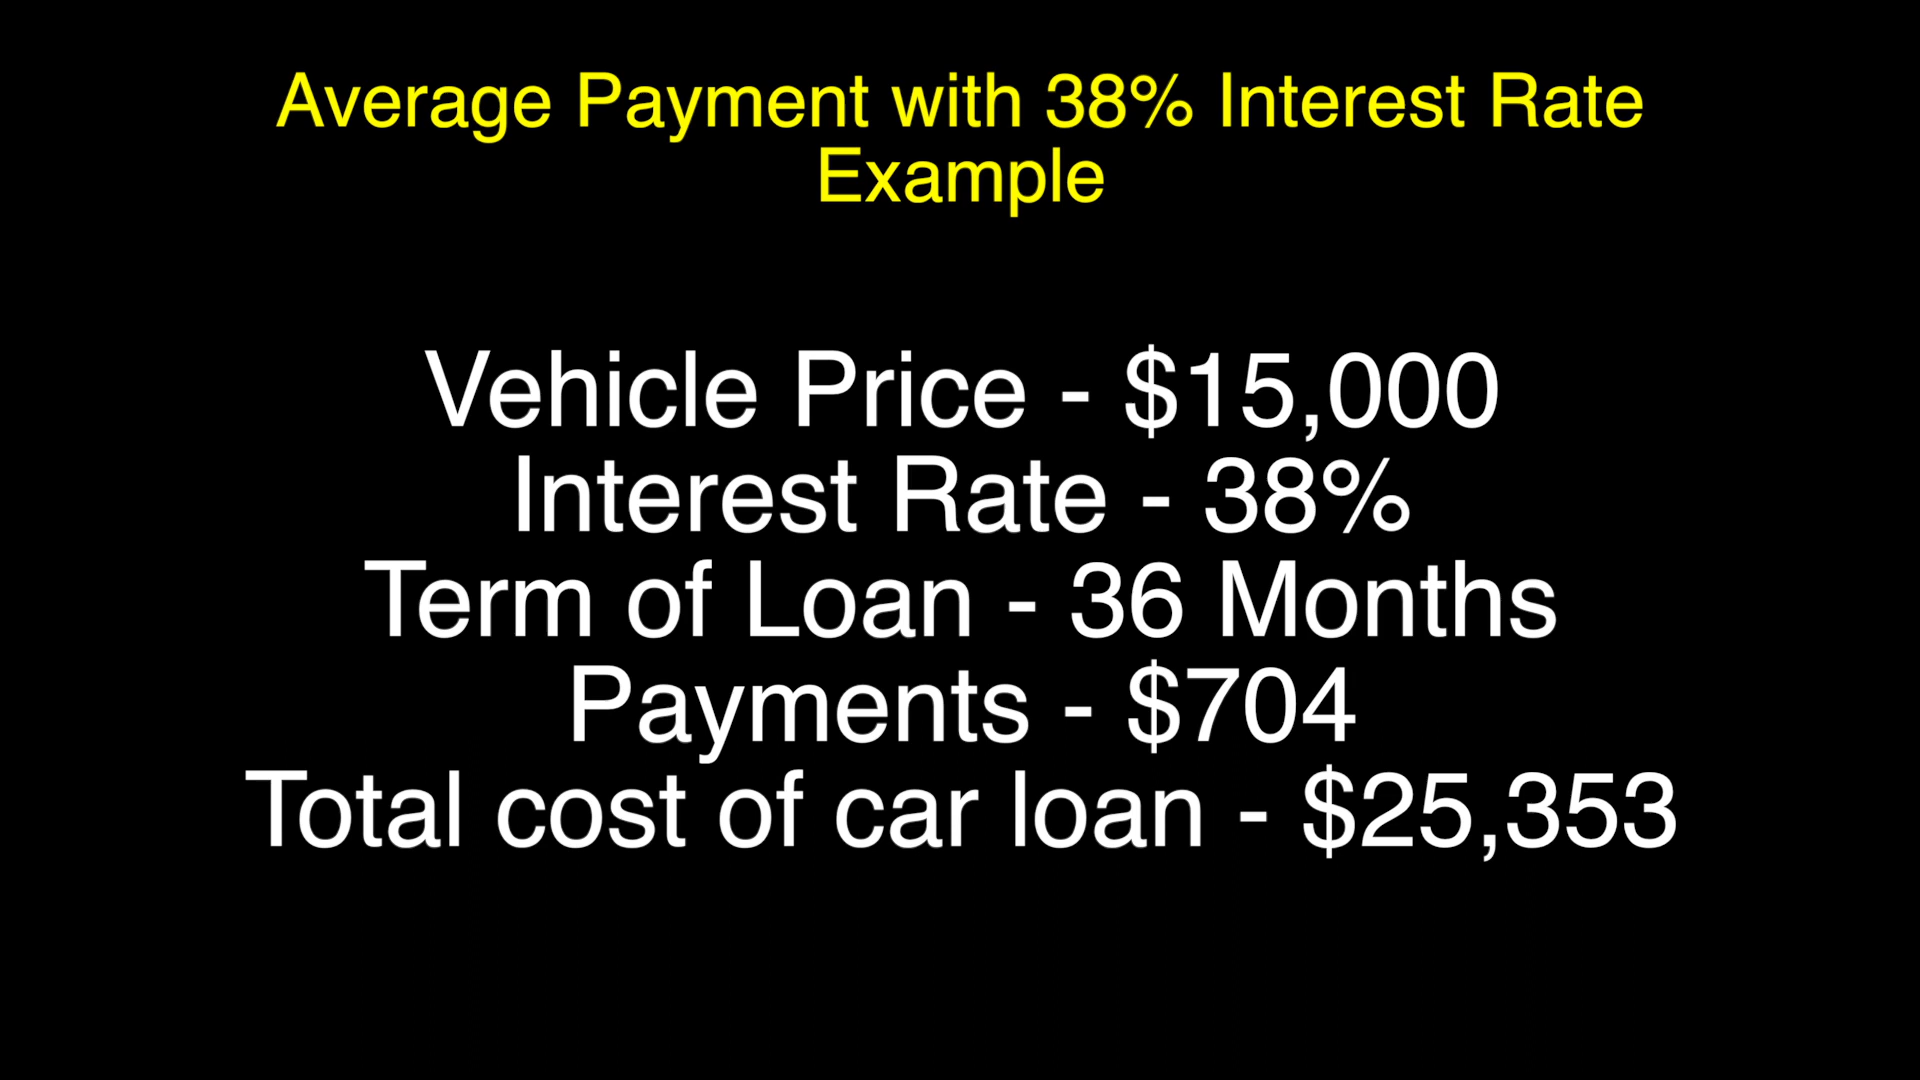 Average Payment with 38% Interest Rate
Example
Vehicle Price - $15,000
Interest Rate - 38%
Term of Loan - 36 Months
Payments - $704
Total cost of car loan - $25,353